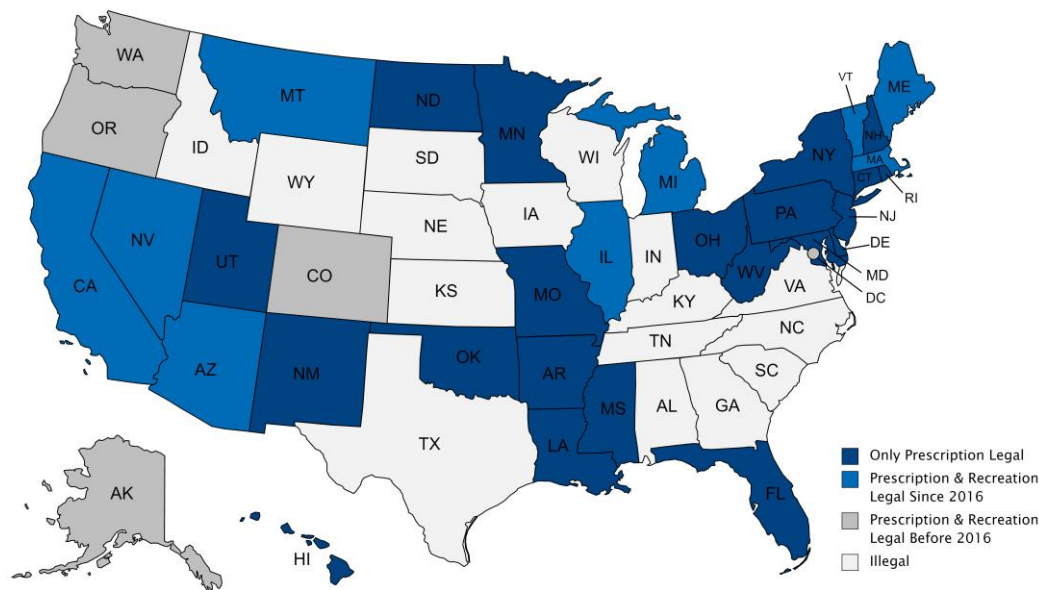 WA
MT
ND
MN
VT
ME
OR
ID
WY
SD
WI
MI
NY
NH
MA
CT
RI
NV
UT
CO
NE
IA
IL
IN
OH
PA
NJ
DE
MD
DC
WV
VA
CA
KS
MO
KY
AZ
NM
OK
AR
TN
NC
SC
TX
LA
MS
AL
GA
FL
AK
HI
Only Prescription Legal
Prescription & Recreation
Legal Since 2016
Prescription & Recreation
Legal Before 2016
Illegal